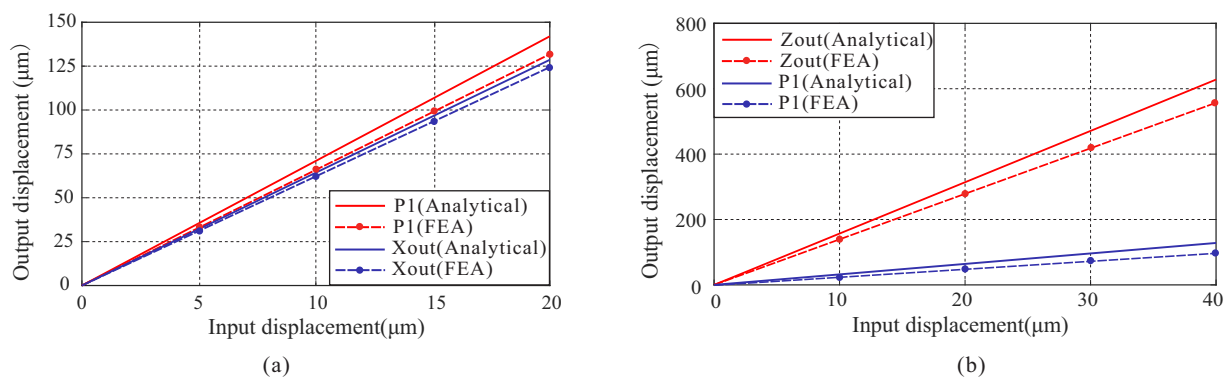 150
125
100
75
50
25
0
Output displacement (μm)
P1(Analytical)
P1(FEA)
Xout(Analytical)
Xout(FEA)
0 5 10 15 20
Input displacement(μm)
(a)
800
600
400
200
0
Output displacement (μm)
Zout(Analytical)
Zout(FEA)
P1(Analytical)
P1(FEA)
0 10 20 30 40
Input displacement(μm)
(b)